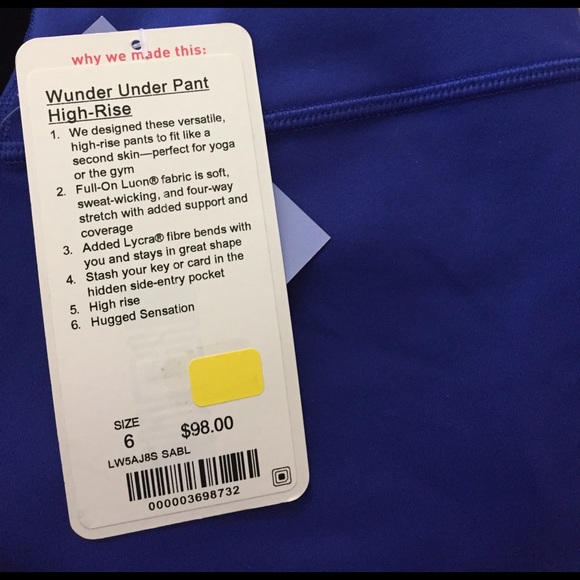 why we made this:
Wunder Under Pant
High-Rise
1. We designed these versatile,
high-rise pants to fit like a
second skin—perfect for yoga
or the gym
2. Full-On Luon® fabric is soft,
sweat-wicking, and four-way
stretch with added support and
coverage
3. Added Lycra® fibre bends with
you and stays in great shape
4. Stash your key or card in the
hidden side-entry pocket
5. High rise
6. Hugged Sensation
SIZE
6 $98.00
LW5AJ8S SABL
000003698732